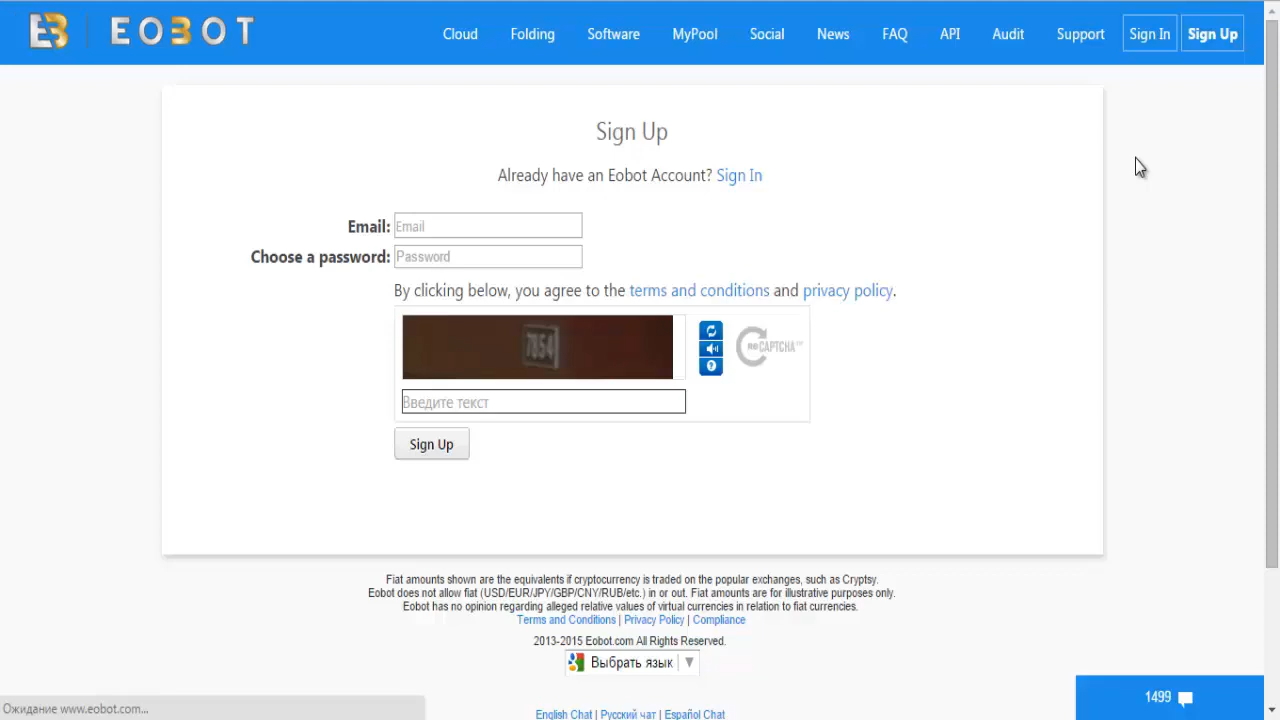 EB | EOBOT
Cloud Folding Software MyPool Social News FAQ API Audit Support Sign In Sign Up
Sign Up
Already have an Eobot Account? Sign In
Email: Email
Choose a password: Password
By clicking below, you agree to the terms and conditions and privacy policy.
7854
reCAPTCHA
Введите текст
Sign Up
Fiat amounts shown are the equivalents if cryptocurrency is traded on the popular exchanges, such as Cryptsy.
Eobot does not allow fiat (USD/EUR/JPY/GBP/CNY/RUB/etc.) in or out. Fiat amounts are for illustrative purposes only.
Eobot has no opinion regarding alleged relative values of virtual currencies in relation to fiat currencies.
Terms and Conditions | Privacy Policy | Compliance
2013-2015 Eobot.com All Rights Reserved.
Выбрать язык
1499
Ожидание www.eobot.com...
English Chat | Русский чат | Español Chat